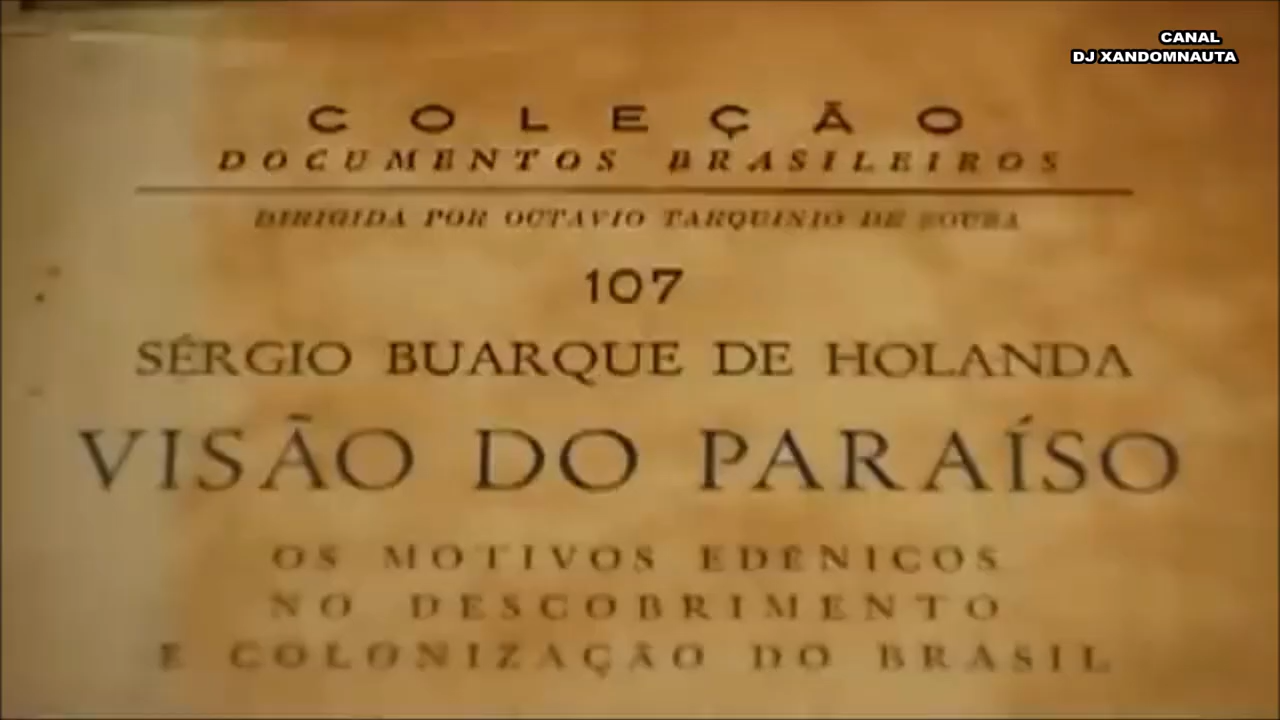 CANAL
DJ XANDOMNAUTA
COLEÇÃO
DOCUMENTOS BRASILEIROS
DIRIGIDA POR OCTAVIO TARQUINIO DE SOUSA
107
SÉRGIO BUARQUE DE HOLANDA
VISÃO DO PARAÍSO
OS MOTIVOS EDÊNICOS
NO DESCOBRIMENTO
E COLONIZAÇÃO DO BRASIL